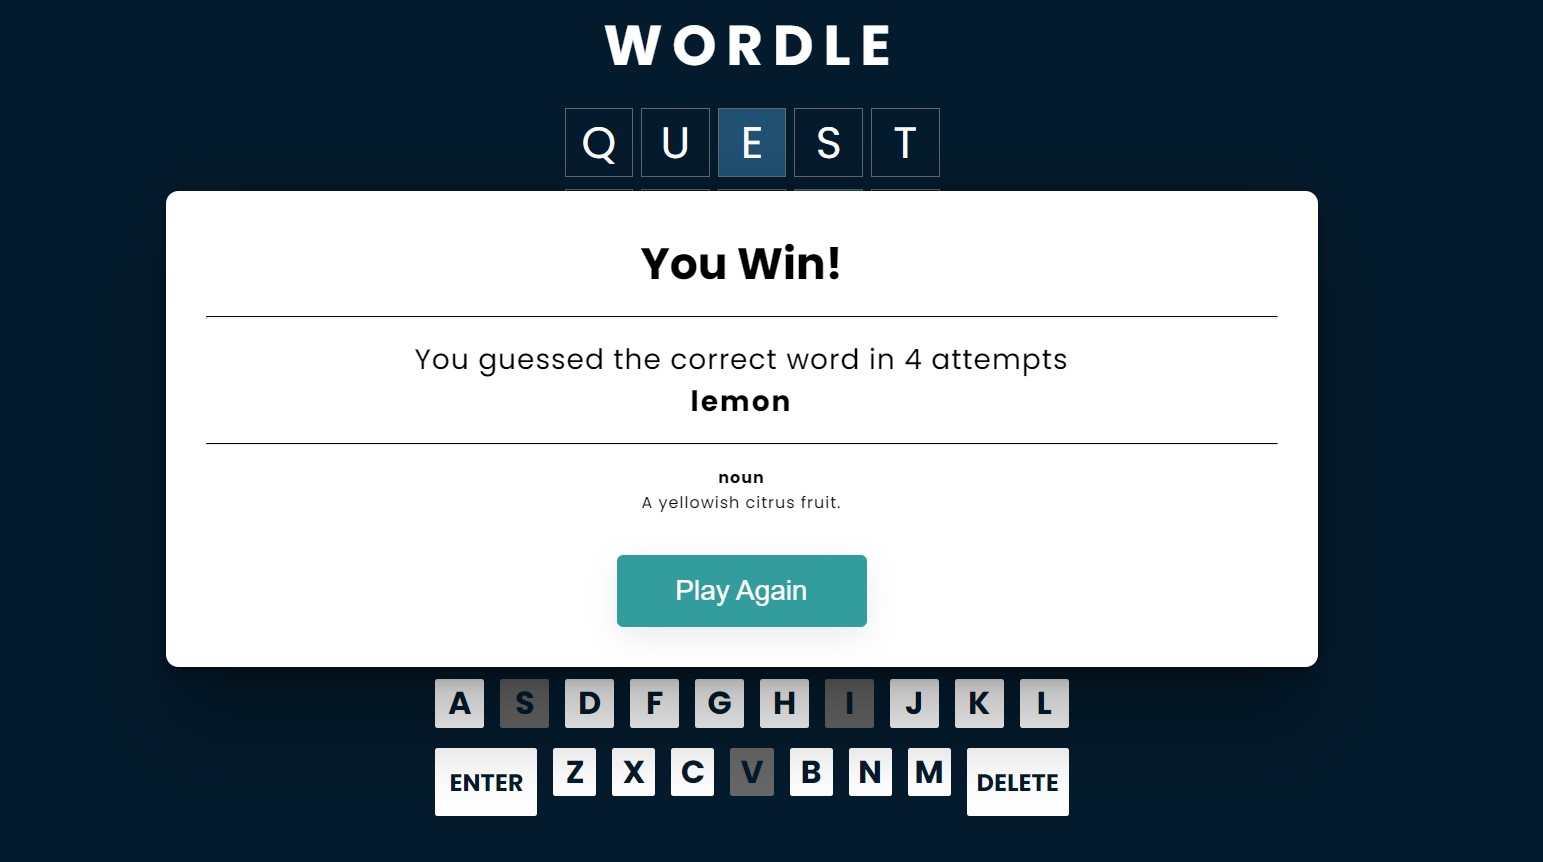 WORDLE
Q U E S T
You Win!
You guessed the correct word in 4 attempts
lemon
noun
A yellowish citrus fruit.
Play Again
A S D F G H I J K L
ENTER Z X C V B N M DELETE